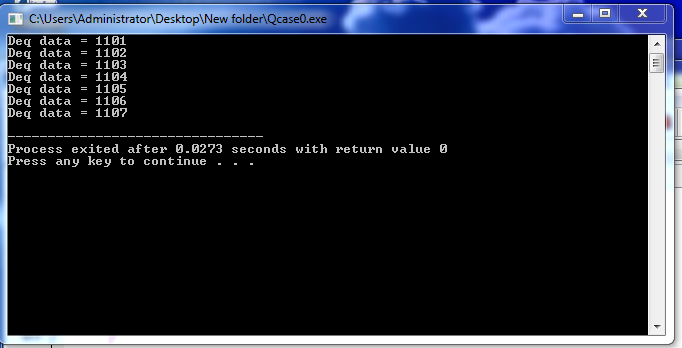 C:\Users\Administrator\Desktop\New folder\Qcase0.exe
Deq data = 1101
Deq data = 1102
Deq data = 1103
Deq data = 1104
Deq data = 1105
Deq data = 1106
Deq data = 1107
--------------------------------
Process exited after 0.0273 seconds with return value 0
Press any key to continue . . .